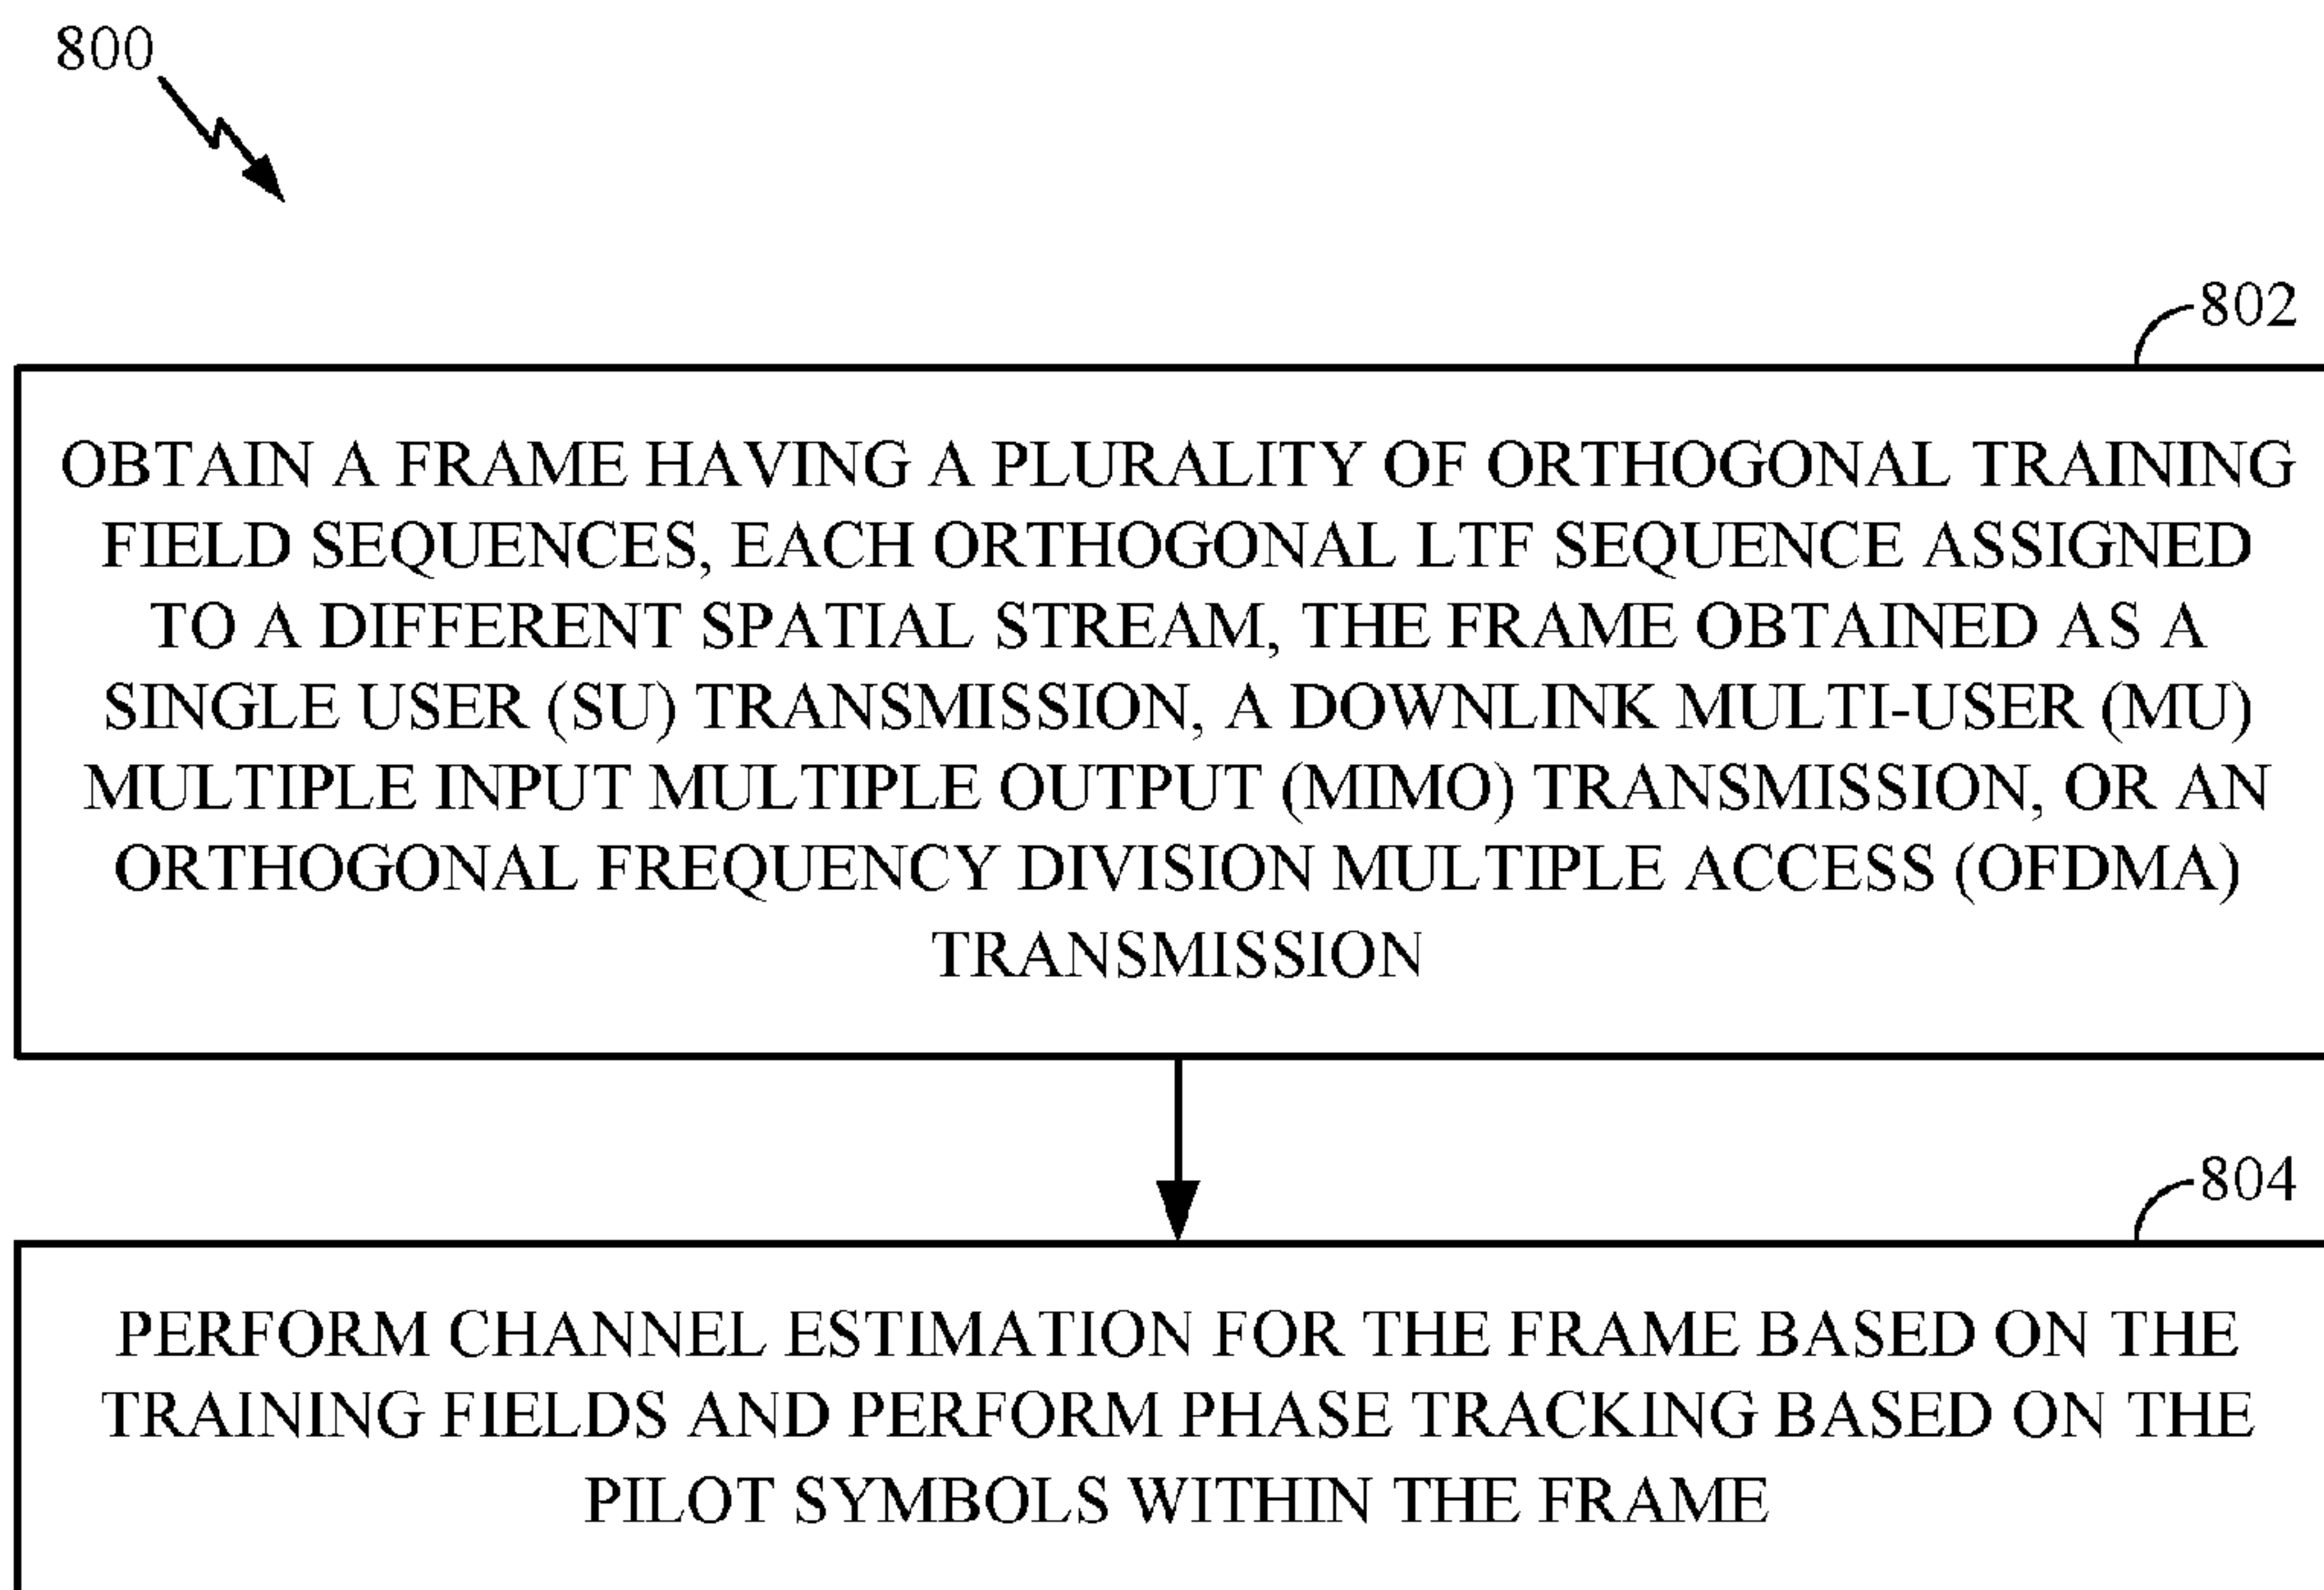 800
802
OBTAIN A FRAME HAVING A PLURALITY OF ORTHOGONAL TRAINING
FIELD SEQUENCES, EACH ORTHOGONAL LTF SEQUENCE ASSIGNED
TO A DIFFERENT SPATIAL STREAM, THE FRAME OBTAINED AS A
SINGLE USER (SU) TRANSMISSION, A DOWNLINK MULTI-USER (MU)
MULTIPLE INPUT MULTIPLE OUTPUT (MIMO) TRANSMISSION, OR AN
ORTHOGONAL FREQUENCY DIVISION MULTIPLE ACCESS (OFDMA)
TRANSMISSION
804
PERFORM CHANNEL ESTIMATION FOR THE FRAME BASED ON THE
TRAINING FIELDS AND PERFORM PHASE TRACKING BASED ON THE
PILOT SYMBOLS WITHIN THE FRAME